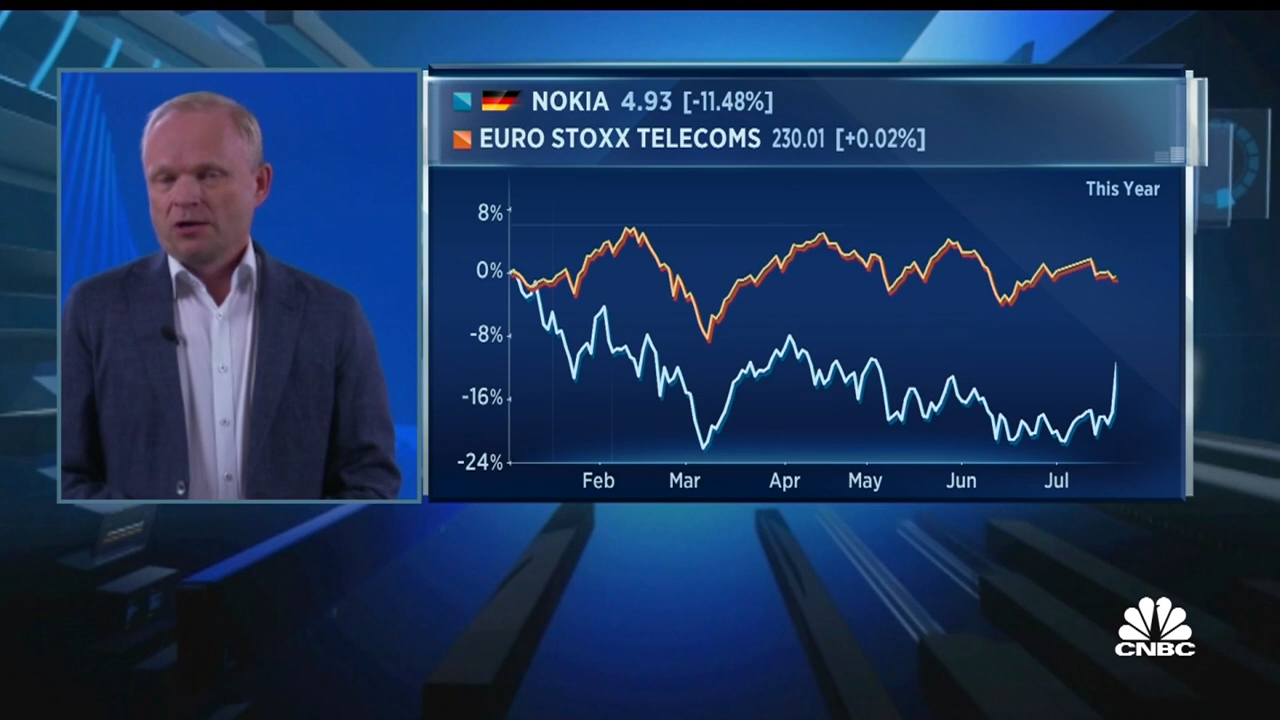 NOKIA 4.93 [-11.48%]
EURO STOXX TELECOMS 230.01 [+0.02%]
This Year
8%
0%
-8%
-16%
-24%
Feb Mar Apr May Jun Jul
CNBC